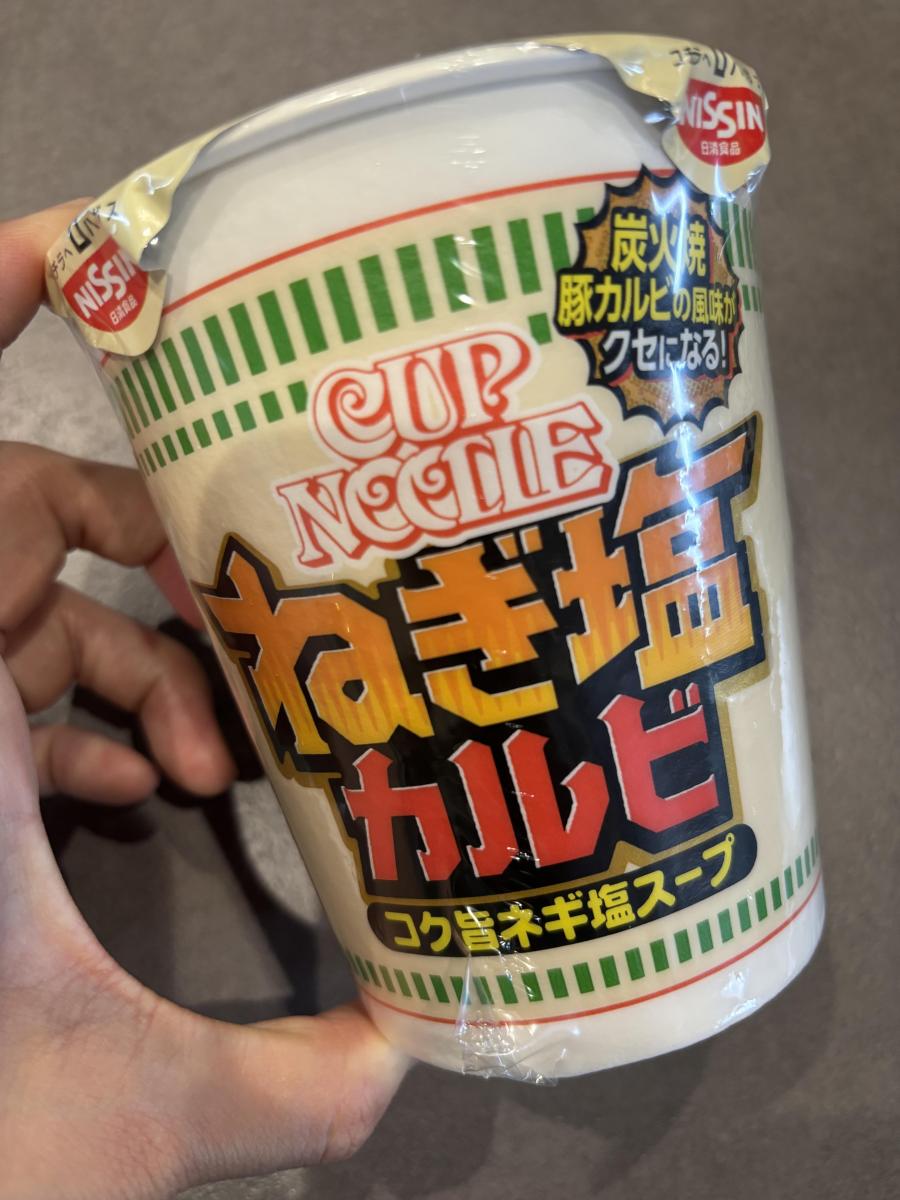 NISSIN
日清食品
NISSIN
日清食品
炭火焼
豚カルビの風味が
クセになる!
CUP
NOODLE
ねぎ塩
カルビ
コク旨ネギ塩スープ